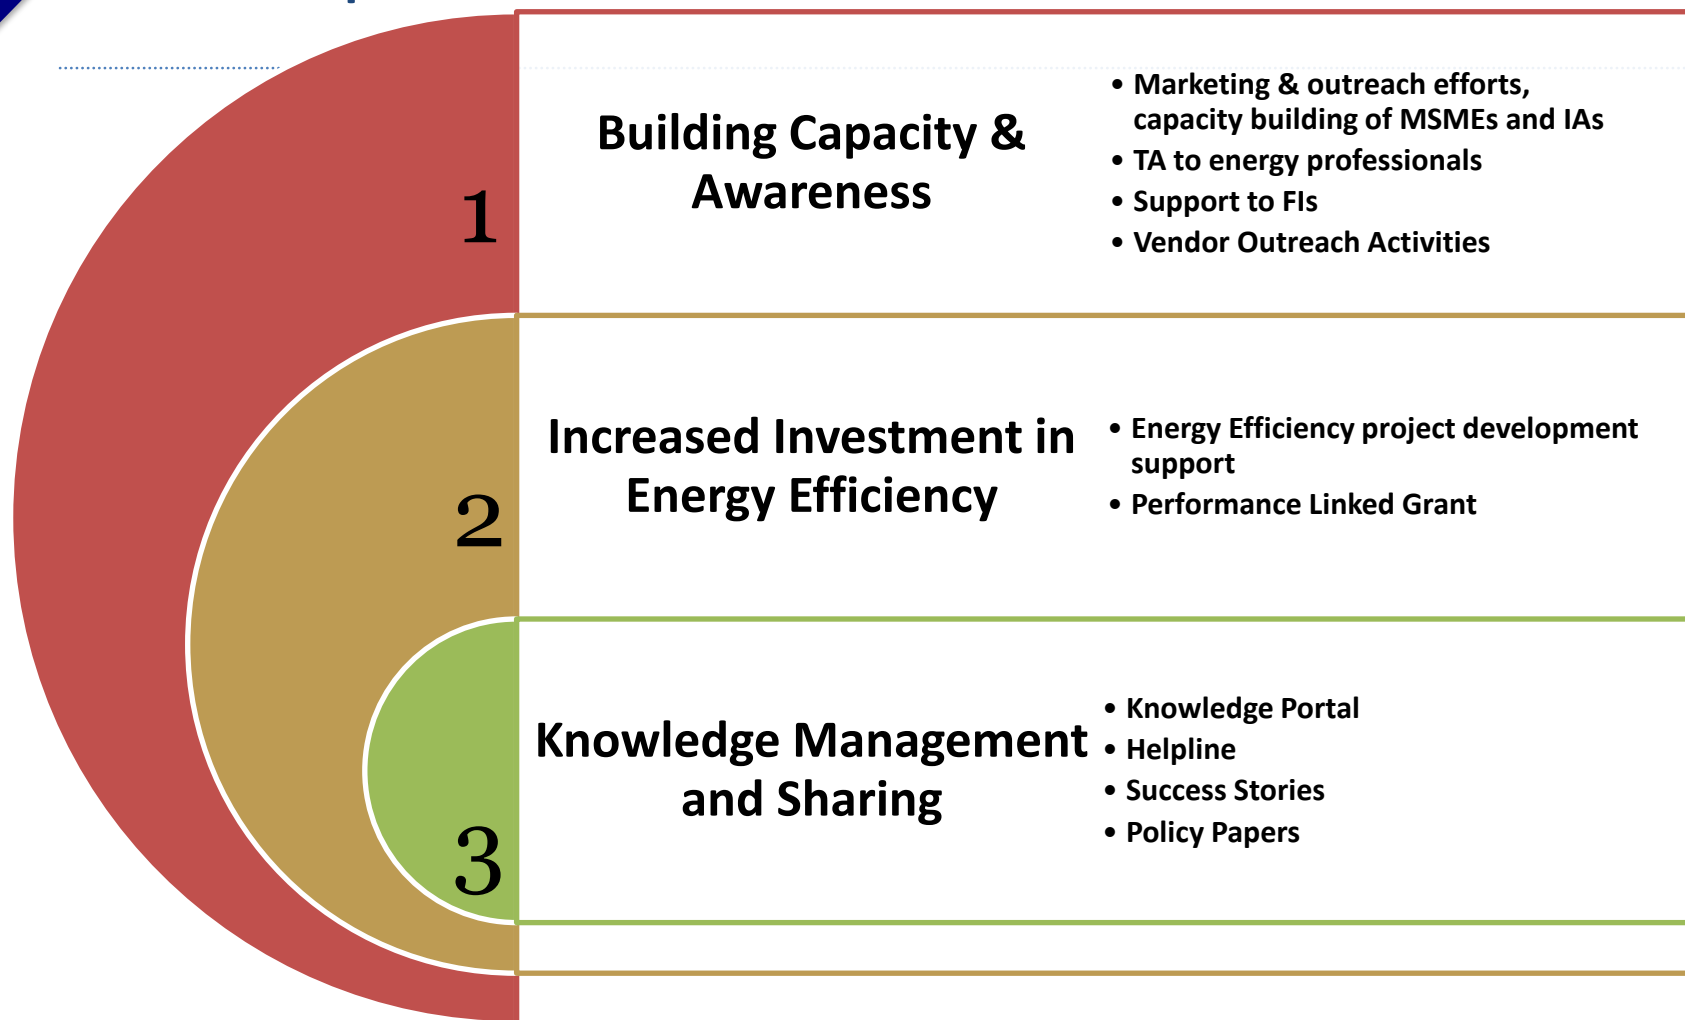 1
Building Capacity &
Awareness
• Marketing & outreach efforts,
capacity building of MSMEs and IAs
• TA to energy professionals
• Support to FIs
• Vendor Outreach Activities
2
Increased Investment in
Energy Efficiency
• Energy Efficiency project development
support
• Performance Linked Grant
3
Knowledge Management
and Sharing
• Knowledge Portal
• Helpline
• Success Stories
• Policy Papers